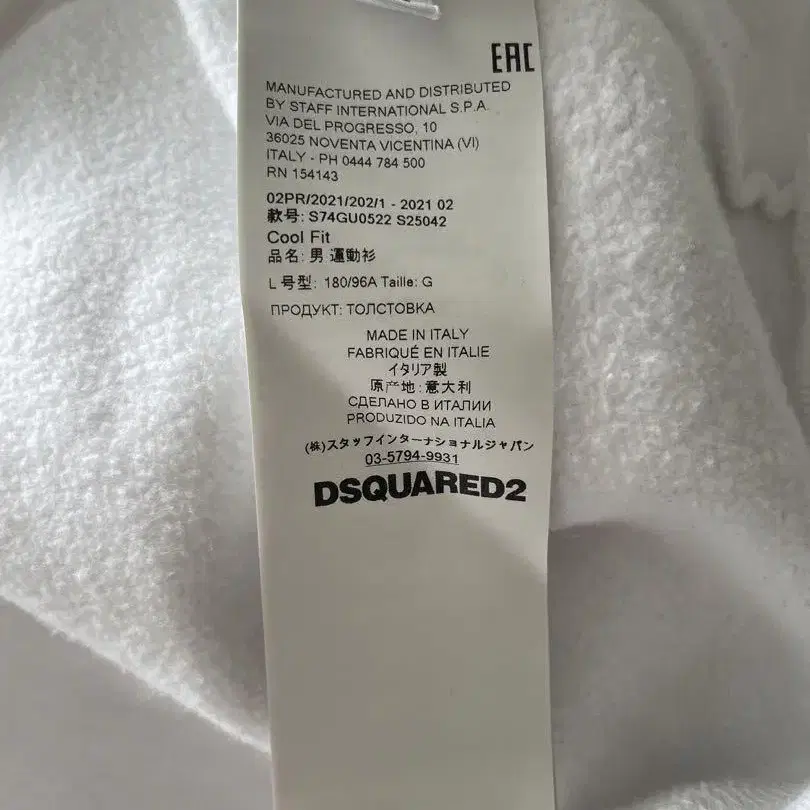 EAC
MANUFACTURED AND DISTRIBUTED
BY STAFF INTERNATIONAL S.P.A.
VIA DEL PROGRESSO, 10
36025 NOVENTA VICENTINA (VI)
ITALY - PH 0444 784 500
RN 154143
02PR/2021/202/1 - 2021 02
款号: S74GU0522 S25042
Cool Fit
品名: 男 運動衫
L 号型: 180/96A Taille: G
ПРОДУКТ: ТОЛСТОВКА
MADE IN ITALY
FABRIQUÉ EN ITALIE
イタリア製
原产地:意大利
СДЕЛАНО В ИТАЛИИ
PRODUZIDO NA ITALIA
(株)スタッフインターナショナルジャパン
03-5794-9931
DSQUARED2